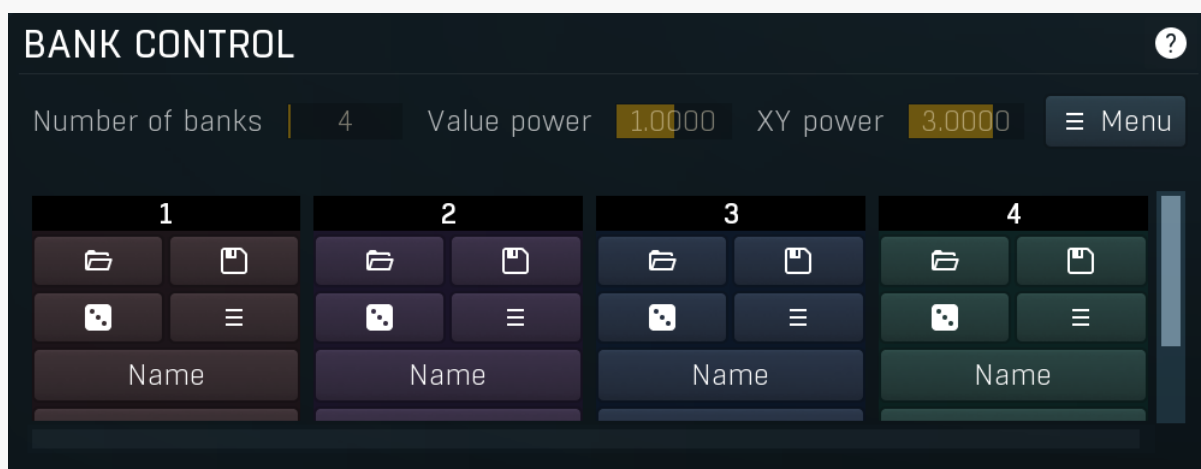 BANK CONTROL ?
Number of banks 4 Value power 1.0000 XY power 3.0000 Menu
1 2 3 4
Name Name Name Name